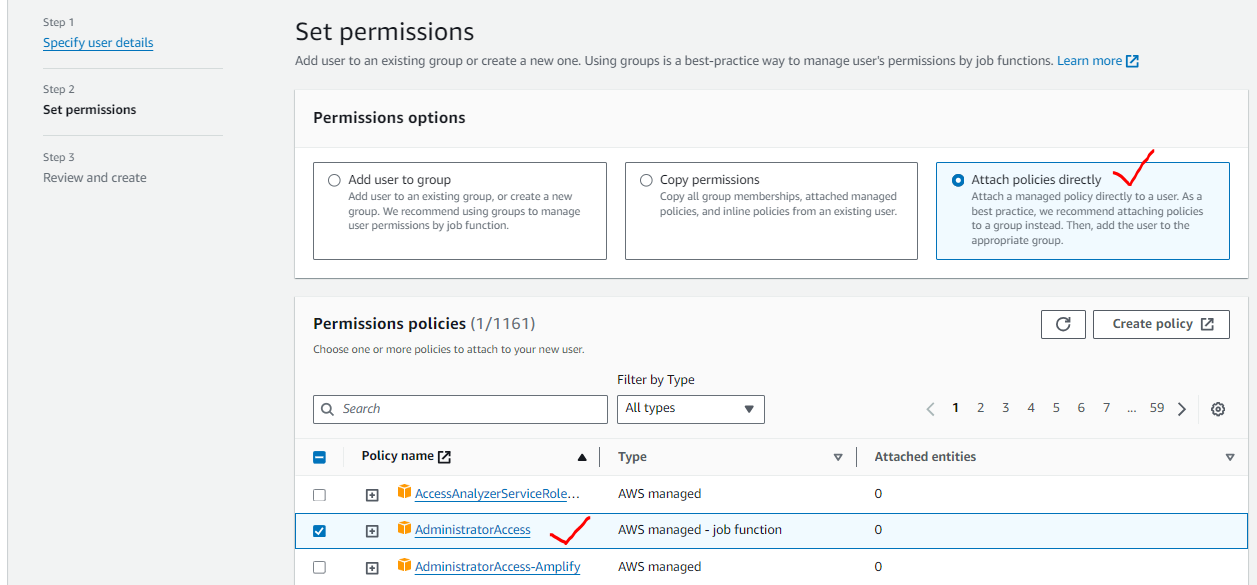 Step 1
Specify user details
Step 2
Set permissions
Step 3
Review and create
Set permissions
Add user to an existing group or create a new one. Using groups is a best-practice way to manage user's permissions by job functions. Learn more
Permissions options
Add user to group
Add user to an existing group, or create a new
group. We recommend using groups to manage
user permissions by job function.
Copy permissions
Copy all group memberships, attached managed
policies, and inline policies from an existing user.
Attach policies directly
Attach a managed policy directly to a user. As a
best practice, we recommend attaching policies
to a group instead. Then, add the user to the
appropriate group.
Permissions policies (1/1161)
Choose one or more policies to attach to your new user.
Create policy
Filter by Type
Search
All types
1 2 3 4 5 6 7 ... 59
Policy name Type Attached entities
AccessAnalyzerServiceRole... AWS managed 0
AdministratorAccess AWS managed - job function 0
AdministratorAccess-Amplify AWS managed 0